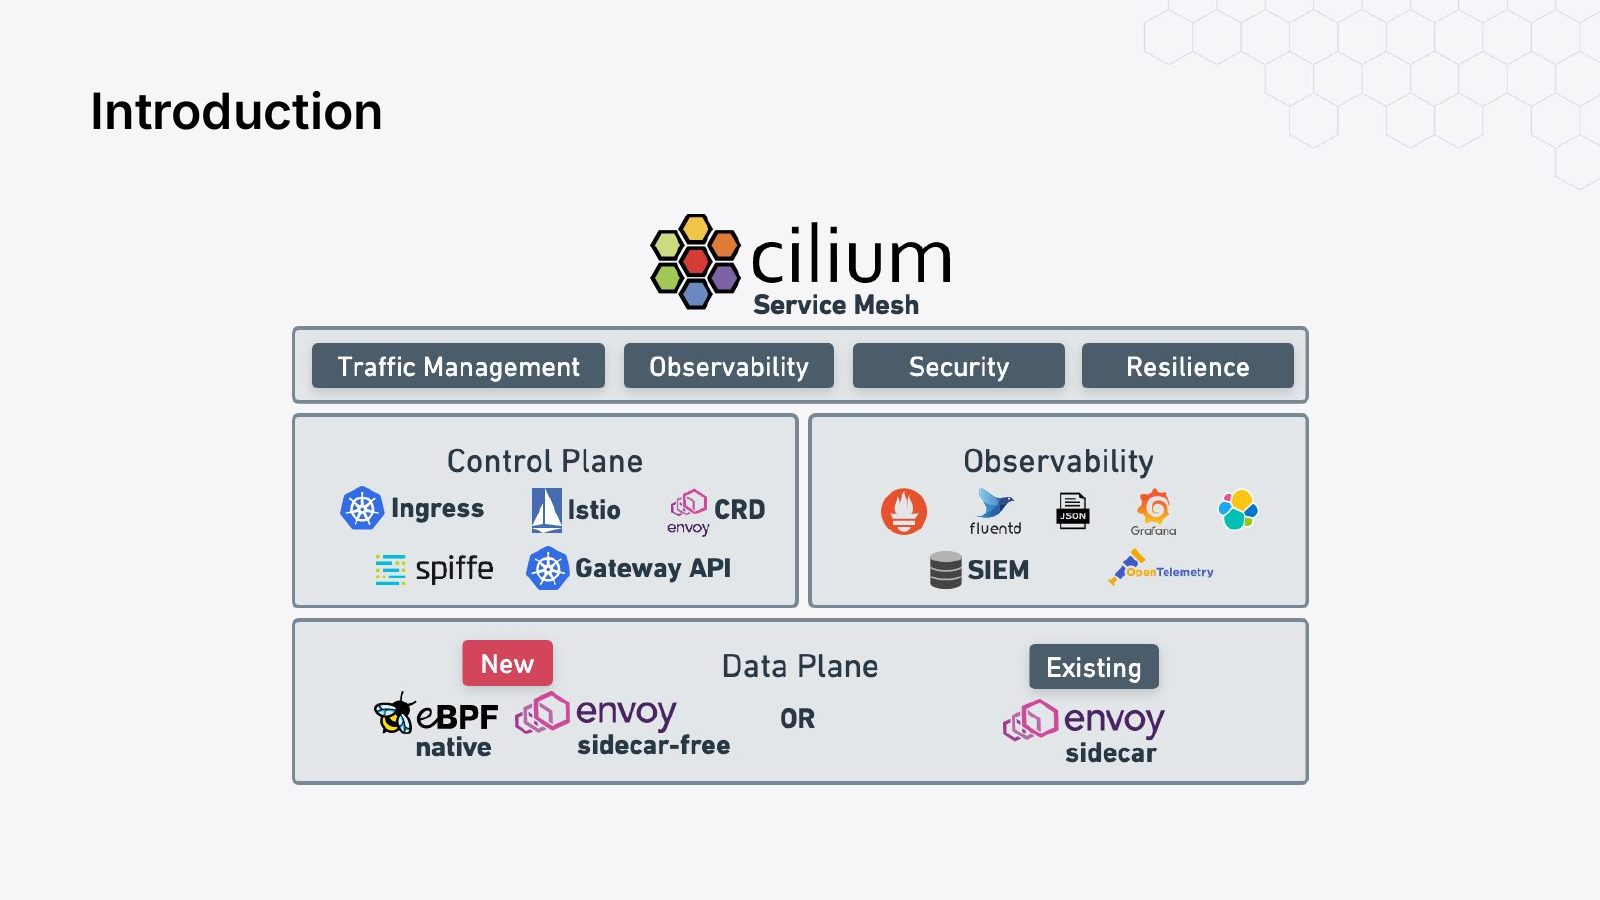 Introduction
cilium
Service Mesh
Traffic Management
Observability
Security
Resilience
Control Plane
Ingress
Istio
envoy
CRD
spiffe
Gateway API
Observability
fluentd
JSON
Grafana
SIEM
OpenTelemetry
New
Data Plane
Existing
eBPF
native
envoy
sidecar-free
OR
envoy
sidecar